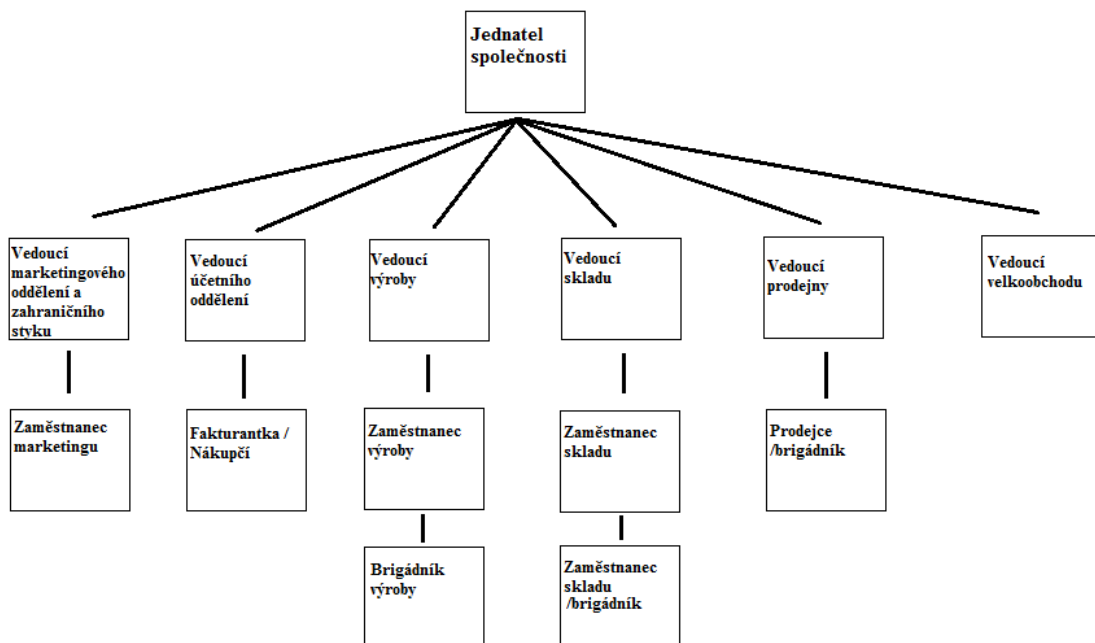 Jednatel
společnosti
Vedoucí
marketingového
oddělení a
zahraničního
styku
Vedoucí
účetního
oddělení
Vedoucí
výroby
Vedoucí
skladu
Vedoucí
prodejny
Vedoucí
velkoobchodu
Zaměstnanec
marketingu
Fakturantka /
Nákupčí
Zaměstnanec
výroby
Zaměstnanec
skladu
Prodejce
/brigádník
Brigádník
výroby
Zaměstnanec
skladu
/brigádník